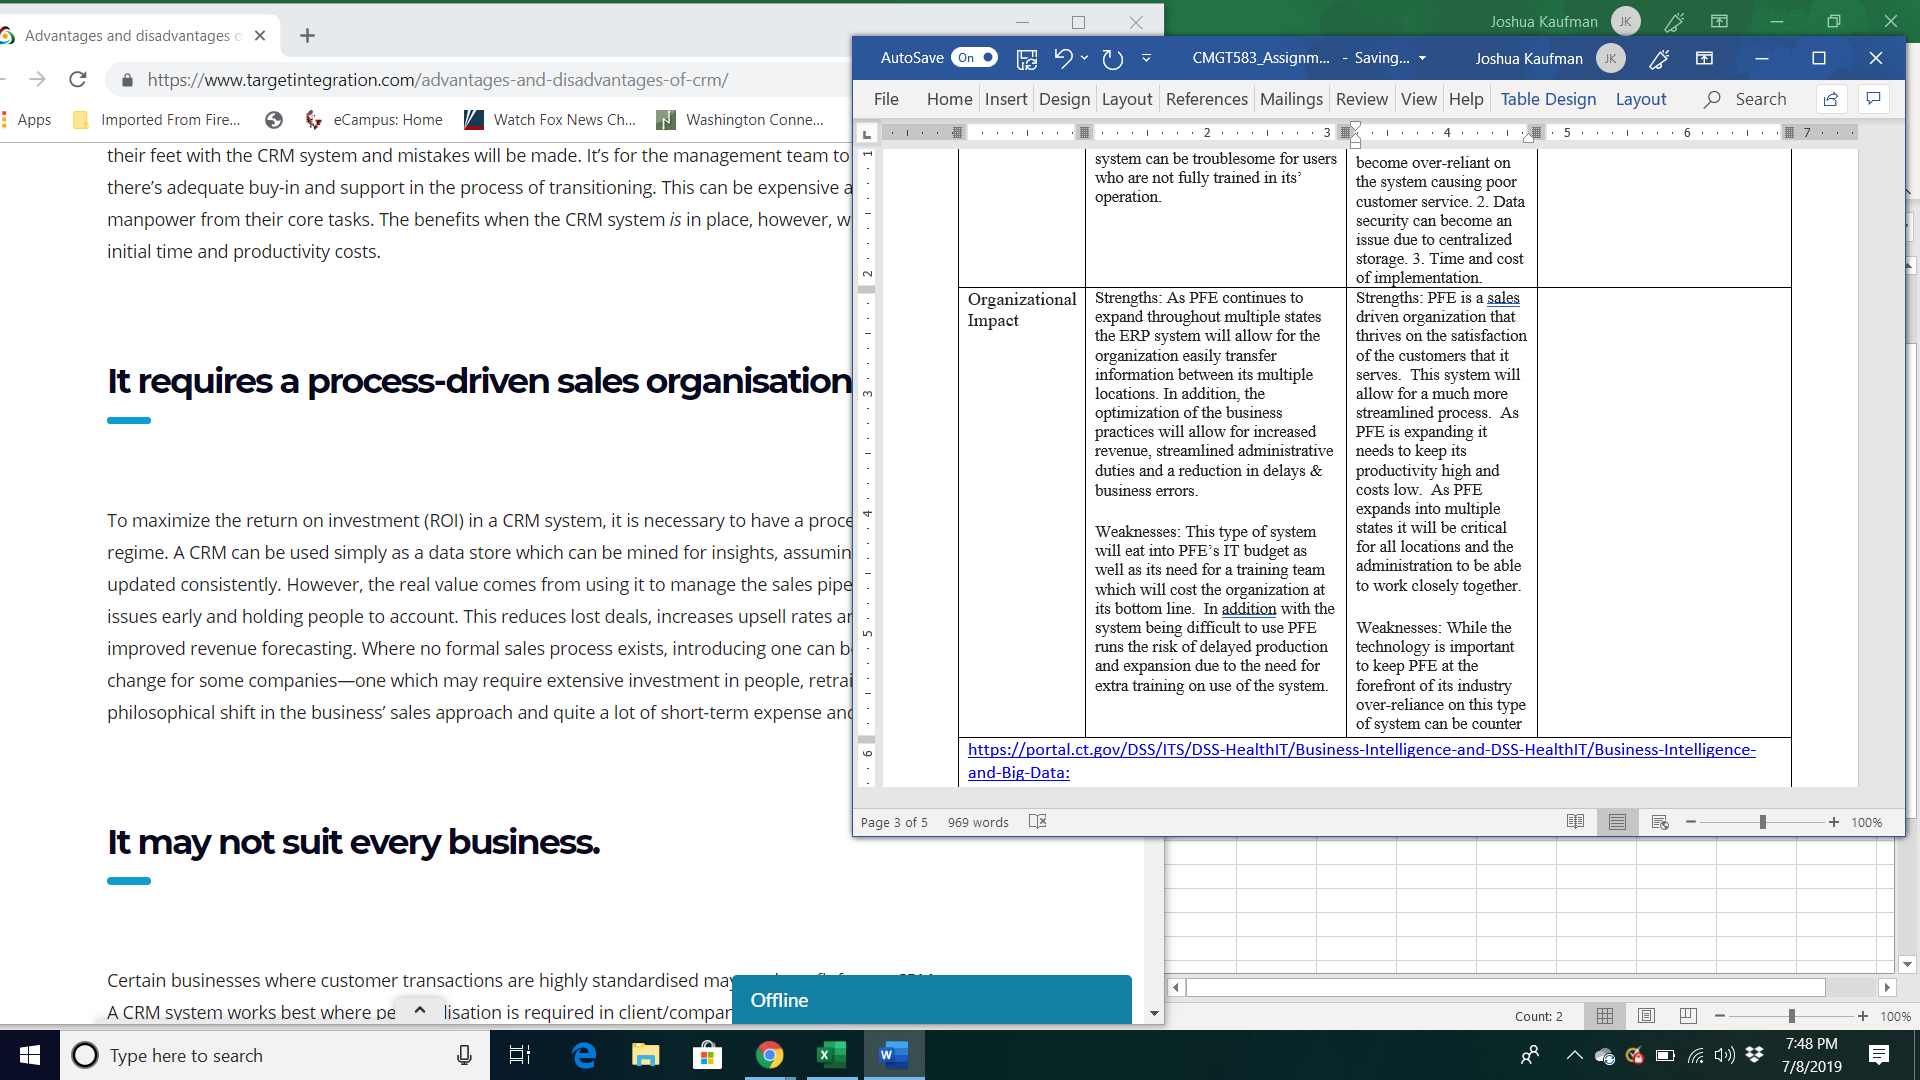 Advantages and disadvantages o
https://www.targetintegration.com/advantages-and-disadvantages-of-crm/
Apps
Imported From Fire...
eCampus: Home
Watch Fox News Ch...
Washington Conne...
their feet with the CRM system and mistakes will be made. It's for the management team to
there's adequate buy-in and support in the process of transitioning. This can be expensive a
manpower from their core tasks. The benefits when the CRM system is in place, however, w
initial time and productivity costs.
It requires a process-driven sales organisation
To maximize the return on investment (ROI) in a CRM system, it is necessary to have a proce
regime. A CRM can be used simply as a data store which can be mined for insights, assumin
updated consistently. However, the real value comes from using it to manage the sales pipe
issues early and holding people to account. This reduces lost deals, increases upsell rates a
improved revenue forecasting. Where no formal sales process exists, introducing one can b
change for some companies—one which may require extensive investment in people, retrai
philosophical shift in the business' sales approach and quite a lot of short-term expense and
It may not suit every business.
Certain businesses where customer transactions are highly standardised may
A CRM system works best where pe
lisation is required in client/compan
Offline
Joshua Kaufman
JK
AutoSave
On
CMGT583_Assignm... - Saving...
Joshua Kaufman
JK
File
Home
Insert
Design
Layout
References
Mailings
Review
View
Help
Table Design
Layout
Search
2
3
4
5
6
7
system can be troublesome for users
who are not fully trained in its'
operation.
become over-reliant on
the system causing poor
customer service. 2. Data
security can become an
issue due to centralized
storage. 3. Time and cost
of implementation.
Organizational
Impact
Strengths: As PFE continues to
expand throughout multiple states
the ERP system will allow for the
organization easily transfer
information between its multiple
locations. In addition, the
optimization of the business
practices will allow for increased
revenue, streamlined administrative
duties and a reduction in delays &
business errors.
Weaknesses: This type of system
will eat into PFE's IT budget as
well as its need for a training team
which will cost the organization at
its bottom line.  In addition with the
system being difficult to use PFE
runs the risk of delayed production
and expansion due to the need for
extra training on use of the system.
Strengths: PFE is a sales
driven organization that
thrives on the satisfaction
of the customers that it
serves.  This system will
allow for a much more
streamlined process.  As
PFE is expanding it
needs to keep its
productivity high and
costs low.  As PFE
expands into multiple
states it will be critical
for all locations and the
administration to be able
to work closely together.
Weaknesses: While the
technology is important
to keep PFE at the
forefront of its industry
over-reliance on this type
of system can be counter
https://portal.ct.gov/DSS/ITS/DSS-HealthIT/Business-Intelligence-and-DSS-HealthIT/Business-Intelligence-
and-Big-Data:
1
2
3
4
5
6
Page 3 of 5
969 words
100%
Count: 2
100%
Type here to search
7:48 PM
7/8/2019